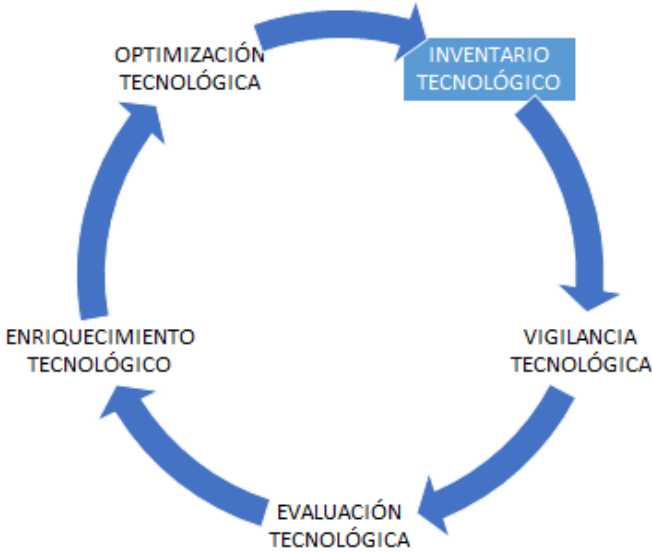 OPTIMIZACIÓN
TECNOLÓGICA
INVENTARIO
TECNOLÓGICO
VIGILANCIA
TECNOLÓGICA
EVALUACIÓN
TECNOLÓGICA
ENRIQUECIMIENTO
TECNOLÓGICO